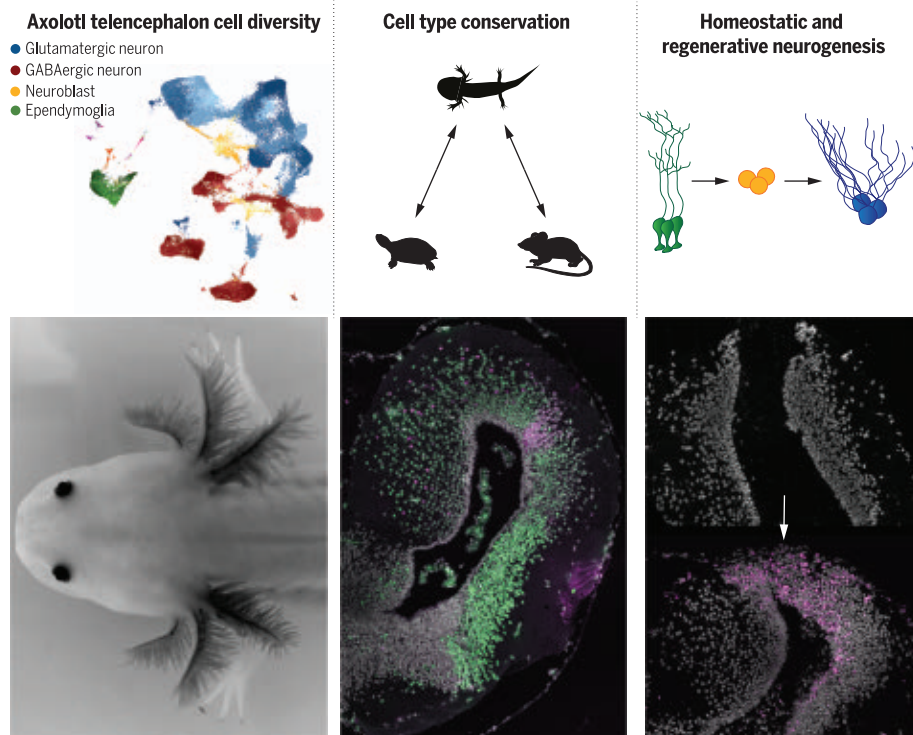 Axolotl telencephalon cell diversity
Glutamatergic neuron
GABAergic neuron
Neuroblast
Ependymoglia
Cell type conservation
Homeostatic and
regenerative neurogenesis